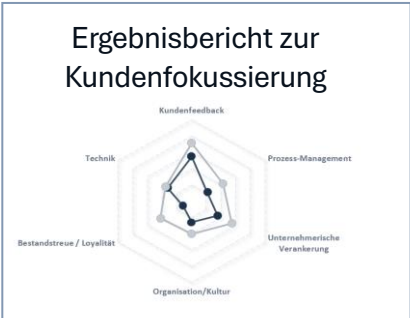 Ergebnisbericht zur
Kundenfokussierung
Kundenfeedback
Technik
Prozess-Management
Bestandstreue / Loyalität
Unternehmerische
Verankerung
Organisation/Kultur